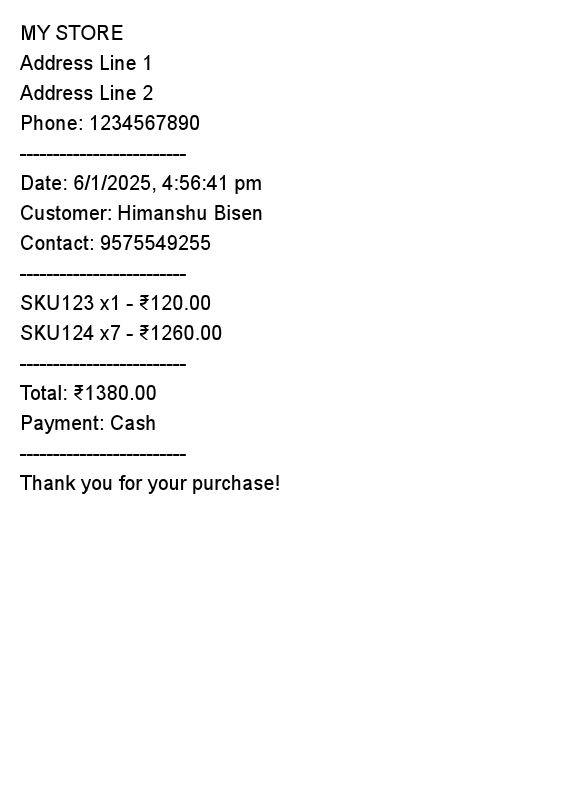 MY STORE
Address Line 1
Address Line 2
Phone: 1234567890
-------------------------
Date: 6/1/2025, 4:56:41 pm
Customer: Himanshu Bisen
Contact: 9575549255
-------------------------
SKU123 x1 - ₹120.00
SKU124 x7 - ₹1260.00
-------------------------
Total: ₹1380.00
Payment: Cash
-------------------------
Thank you for your purchase!